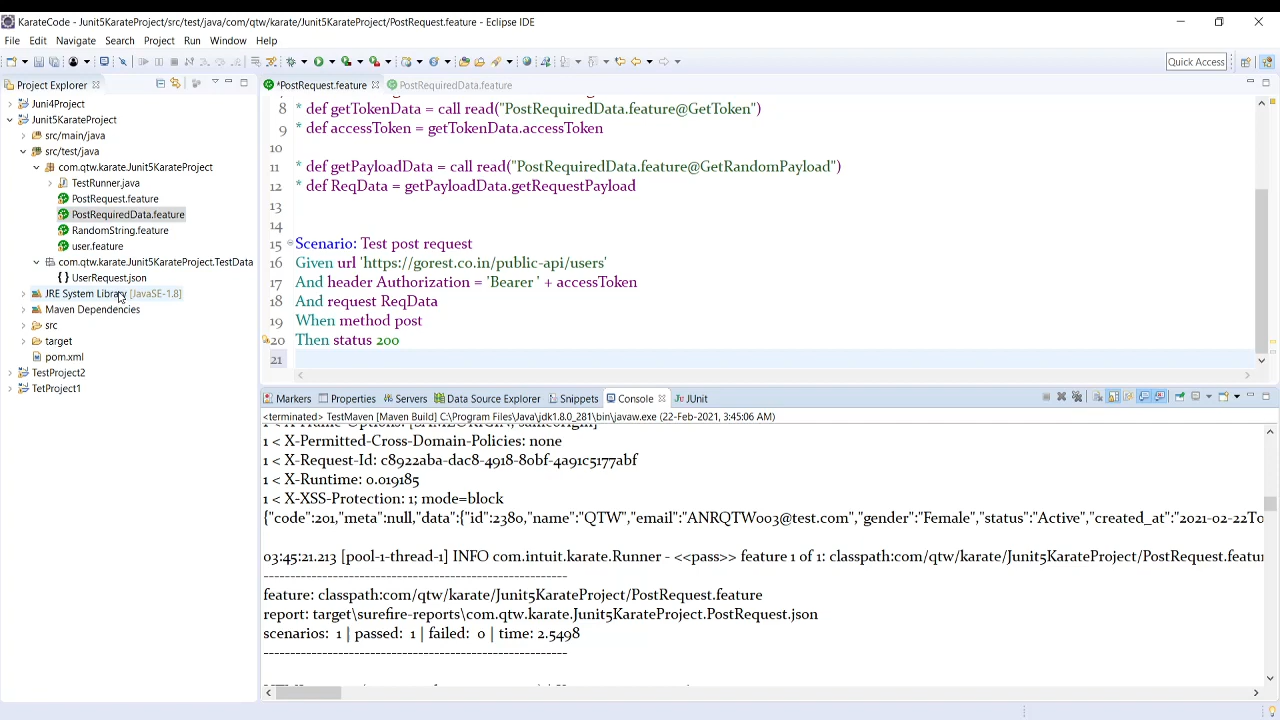 KarateCode - Junit5KarateProject/src/test/java/com/qtw/karate/Junit5KarateProject/PostRequest.feature - Eclipse IDE
File Edit Navigate Search Project Run Window Help
Quick Access
Project Explorer
*PostRequest.feature
PostRequiredData.feature
Juni4Project
Junit5KarateProject
src/main/java
src/test/java
com.qtw.karate.Junit5KarateProject
TestRunner.java
PostRequest.feature
PostRequiredData.feature
RandomString.feature
user.feature
com.qtw.karate.Junit5KarateProject.TestData
UserRequest.json
JRE System Library [JavaSE-1.8]
Maven Dependencies
src
target
pom.xml
TestProject2
TetProject1
8 * def getTokenData = call read("PostRequiredData.feature@GetToken")
9 * def accessToken = getTokenData.accessToken
10
11 * def getPayloadData = call read("PostRequiredData.feature@GetRandomPayload")
12 * def ReqData = getPayloadData.getRequestPayload
13
14
15 Scenario: Test post request
16 Given url 'https://gorest.co.in/public-api/users'
17 And header Authorization = 'Bearer ' + accessToken
18 And request ReqData
19 When method post
20 Then status 200
21
Markers Properties Servers Data Source Explorer Snippets Console JUnit
<terminated> TestMaven [Maven Build] C:\Program Files\Java\jdk1.8.0_281\bin\javaw.exe (22-Feb-2021, 3:45:06 AM)
1 < X-Frame-Options: [SAMEORIGIN, sameorigin]
1 < X-Permitted-Cross-Domain-Policies: none
1 < X-Request-Id: c8922aba-dac8-4918-80bf-4a91c5177abf
1 < X-Runtime: 0.019185
1 < X-XSS-Protection: 1; mode=block
{"code":201,"meta":null,"data":{"id":2380,"name":"QTW","email":"ANRQTW003@test.com","gender":"Female","status":"Active","created_at":"2021-02-22To
03:45:21.213 [pool-1-thread-1] INFO com.intuit.karate.Runner - <<pass>> feature 1 of 1: classpath:com/qtw/karate/Junit5KarateProject/PostRequest.featu
---------------------------------------------------------
feature: classpath:com/qtw/karate/Junit5KarateProject/PostRequest.feature
report: target\surefire-reports\com.qtw.karate.Junit5KarateProject.PostRequest.json
scenarios: 1 | passed: 1 | failed: 0 | time: 2.5498
---------------------------------------------------------